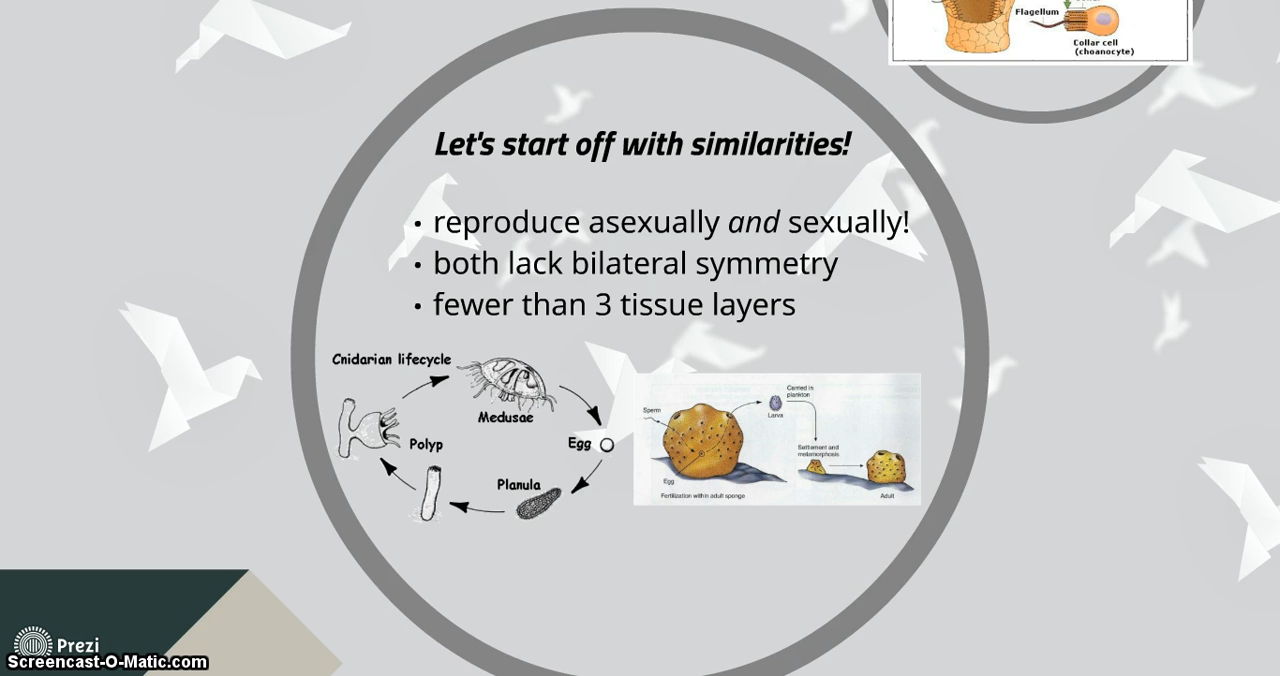 Flagellum
Collar cell
(choanocyte)
Let's start off with similarities!
• reproduce asexually and sexually!
• both lack bilateral symmetry
• fewer than 3 tissue layers
Cnidarian lifecycle
Medusae
Egg
Planula
Polyp
Sperm
Egg
Fertilization within adult sponge
Larva
Carried in
plankton
Settlement and
metamorphosis
Adult
Prezi
Screencast-O-Matic.com